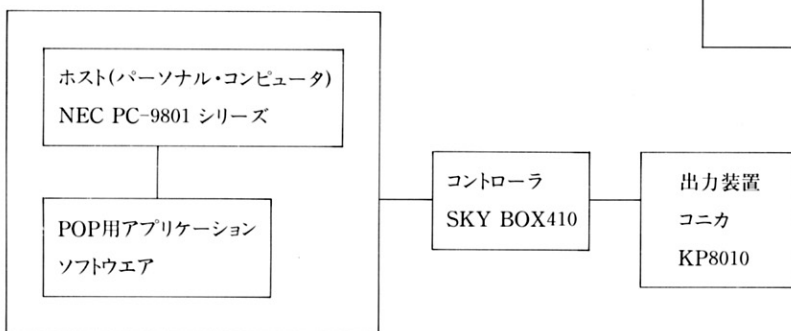 ホスト(パーソナル・コンピュータ)
NEC PC-9801 シリーズ
POP用アプリケーション
ソフトウエア
コントローラ
SKY BOX410
出力装置
コニカ
KP8010